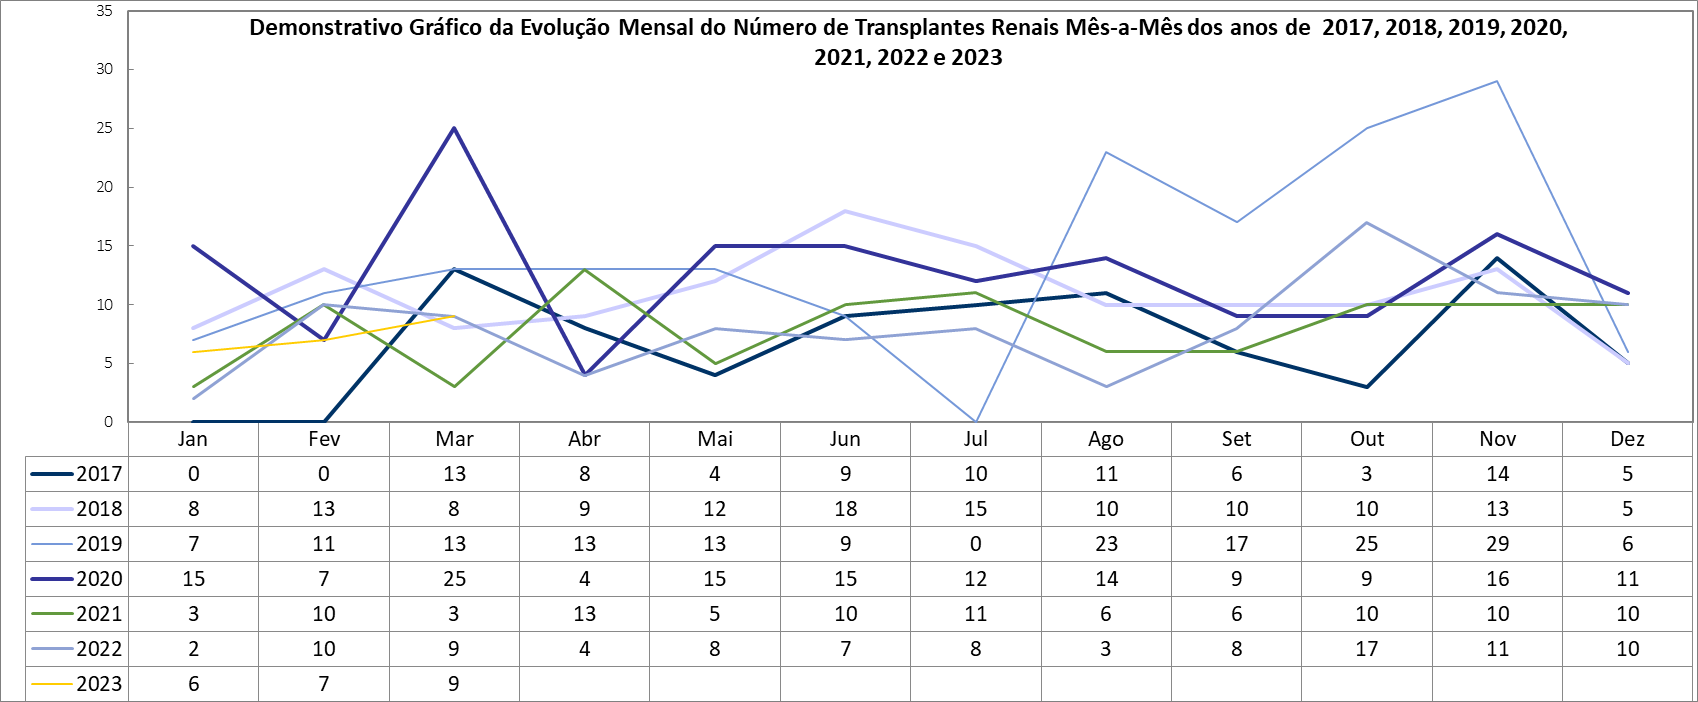 Demonstrativo Gráfico da Evolução Mensal do Número de Transplantes Renais Mês-a-Mês dos anos de 2017, 2018, 2019, 2020,
2021, 2022 e 2023
35
30
25
20
15
10
5
0
Jan Fev Mar Abr Mai Jun Jul Ago Set Out Nov Dez
2017 0 0 13 8 4 9 10 11 6 3 14 5
2018 8 13 8 9 12 18 15 10 10 10 13 5
2019 7 11 13 13 13 9 0 23 17 25 29 6
2020 15 7 25 4 15 15 12 14 9 9 16 11
2021 3 10 3 13 5 10 11 6 6 10 10 10
2022 2 10 9 4 8 7 8 3 8 17 11 10
2023 6 7 9